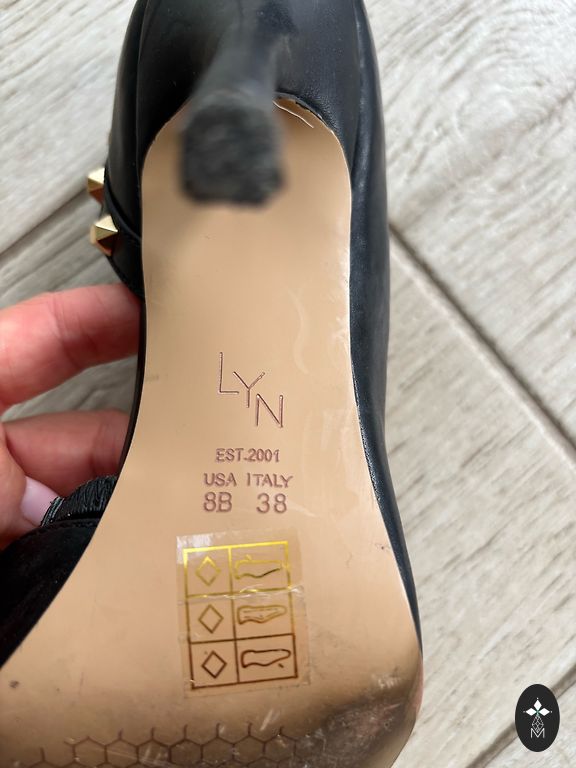 LYN
EST.2001
USA ITALY
8B 38
M